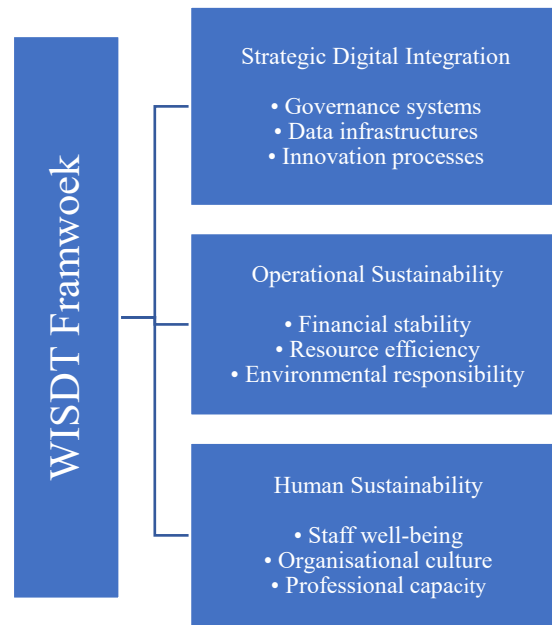 WISDT Framwoek
Strategic Digital Integration
• Governance systems
• Data infrastructures
• Innovation processes
Operational Sustainability
• Financial stability
• Resource efficiency
• Environmental responsibility
Human Sustainability
• Staff well-being
• Organisational culture
• Professional capacity